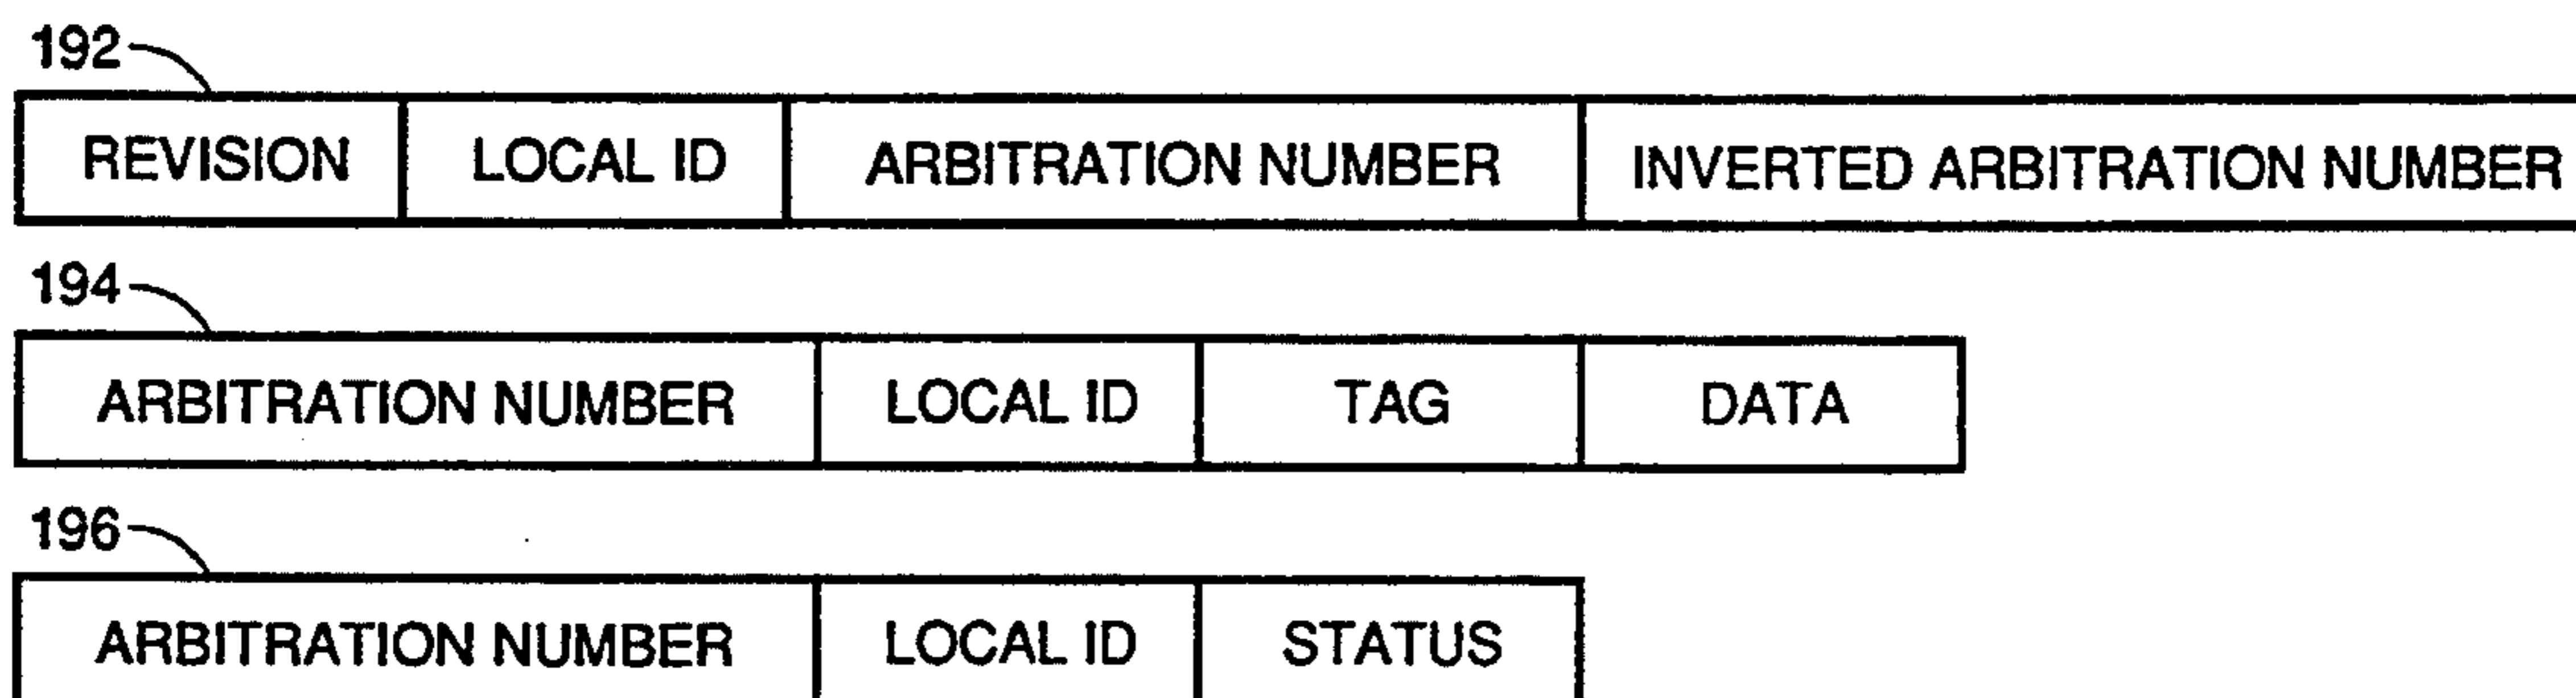 192
REVISION LOCAL ID ARBITRATION NUMBER INVERTED ARBITRATION NUMBER
194
ARBITRATION NUMBER LOCAL ID TAG DATA
196
ARBITRATION NUMBER LOCAL ID STATUS